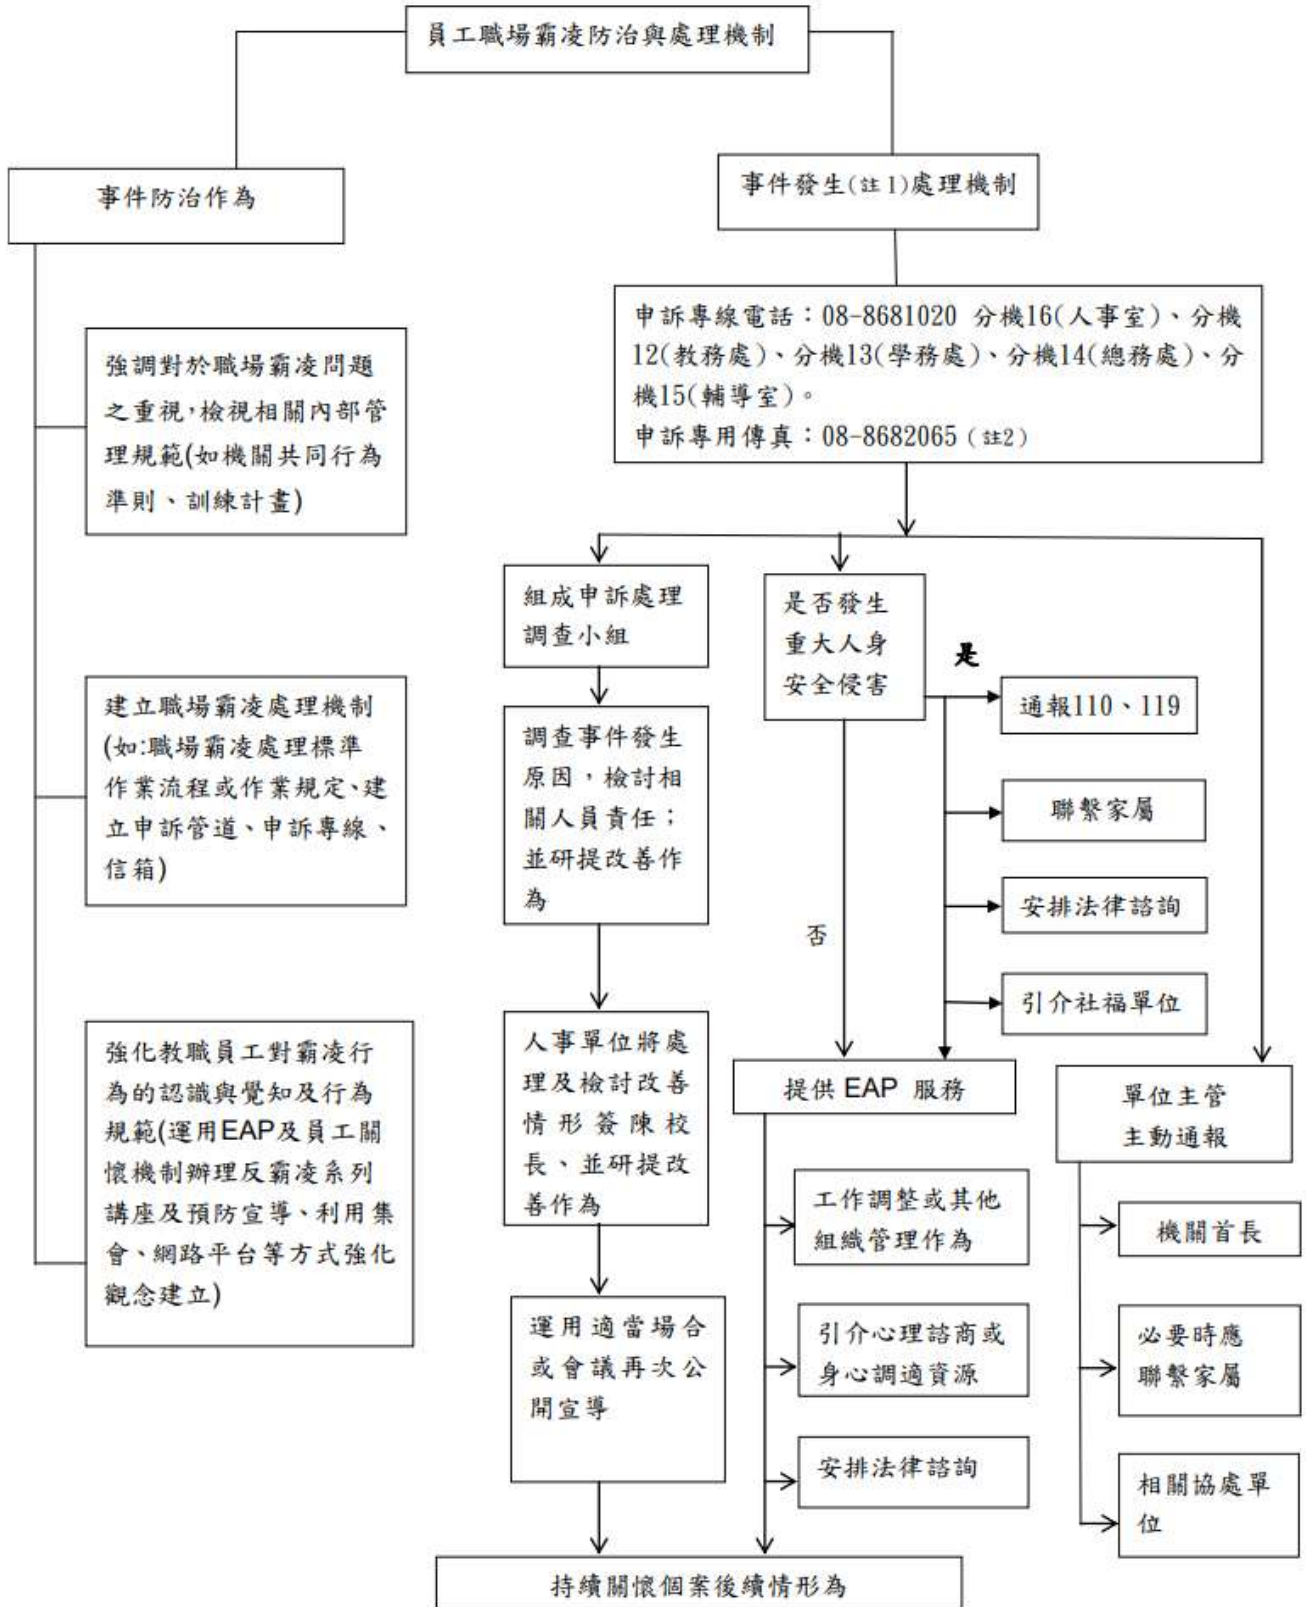 員工職場霸凌防治與處理機制
事件防治作為
強調對於職場霸凌問題
之重視,檢視相關內部管
理規範(如機關共同行為
準則、訓練計畫)
建立職場霸凌處理機制
(如:職場霸凌處理標準
作業流程或作業規定、建
立申訴管道、申訴專線、
信箱)
強化教職員工對霸凌行
為的認識與覺知及行為
規範(運用EAP及員工關
懷機制辦理反霸凌系列
講座及預防宣導、利用集
會、網路平台等方式強化
觀念建立)
事件發生(註1)處理機制
申訴專線電話：08-8681020 分機16(人事室)、分機
12(教務處)、分機13(學務處)、分機14(總務處)、分
機15(輔導室)。
申訴專用傳真：08-8682065（註2）
組成申訴處理
調查小組
調查事件發生
原因，檢討相
關人員責任；
並研提改善作
為
人事單位將處
理及檢討改善
情形簽陳校
長、並研提改
善作為
運用適當場合
或會議再次公
開宣導
是否發生
重大人身
安全侵害
是
否
通報110、119
聯繫家屬
安排法律諮詢
引介社福單位
提供 EAP 服務
工作調整或其他
組織管理作為
引介心理諮商或
身心調適資源
安排法律諮詢
單位主管
主動通報
機關首長
必要時應
聯繫家屬
相關協處單
位
持續關懷個案後續情形為